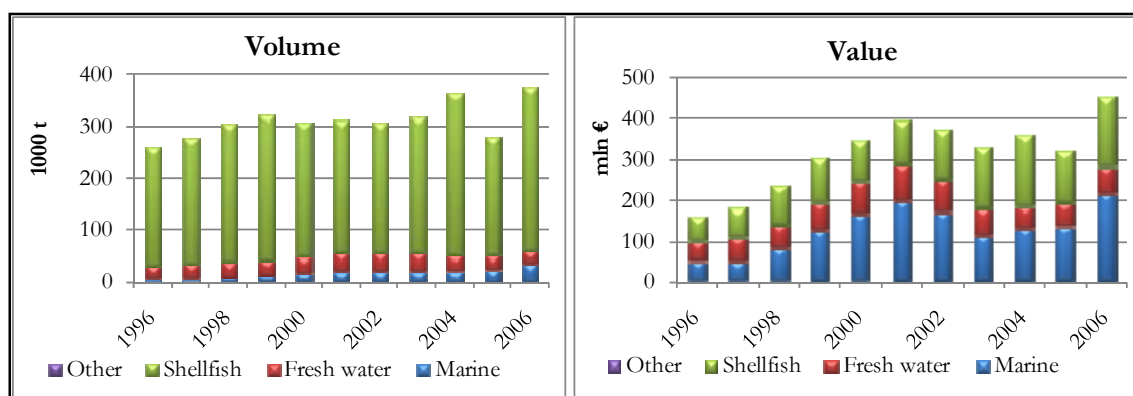 Volume
1000 t
400
300
200
100
0
1996
1998
2000
2002
2004
2006
Other
Shellfish
Fresh water
Marine
Value
mln €
500
400
300
200
100
0
1996
1998
2000
2002
2004
2006
Other
Shellfish
Fresh water
Marine